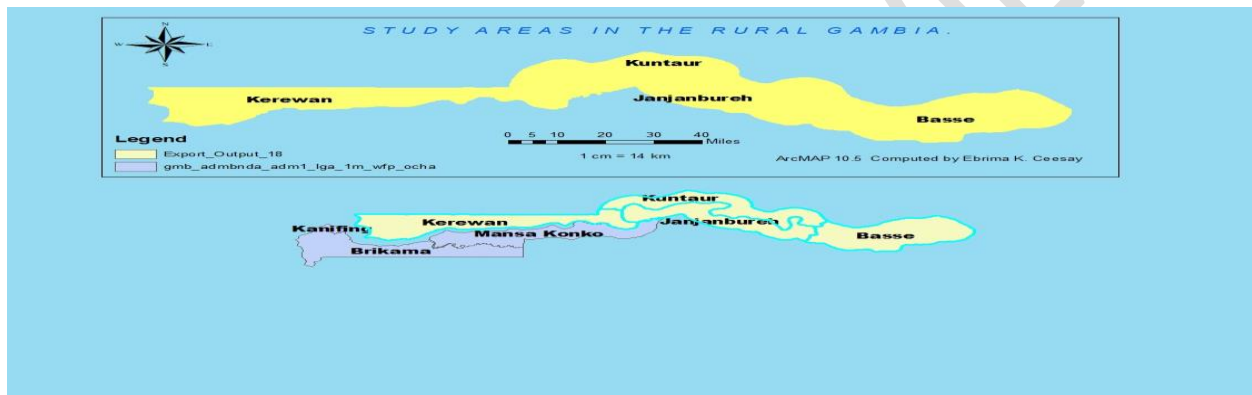 STUDY AREAS IN THE RURAL GAMBIA.
N
W E
S
Kuntaur
Kerewan
Janjanbureh
Basse
Legend
Export_Output_18
gmb_admbnda_adm1_lga_1m_wfp_ocha
0 5 10 20 30 40
Miles
1 cm = 14 km
ArcMAP 10.5 Computed by Ebrima K. Ceesay
Kuntaur
Kerewan
Janjanbureh
Kanifing
Mansa Konko
Basse
Brikama